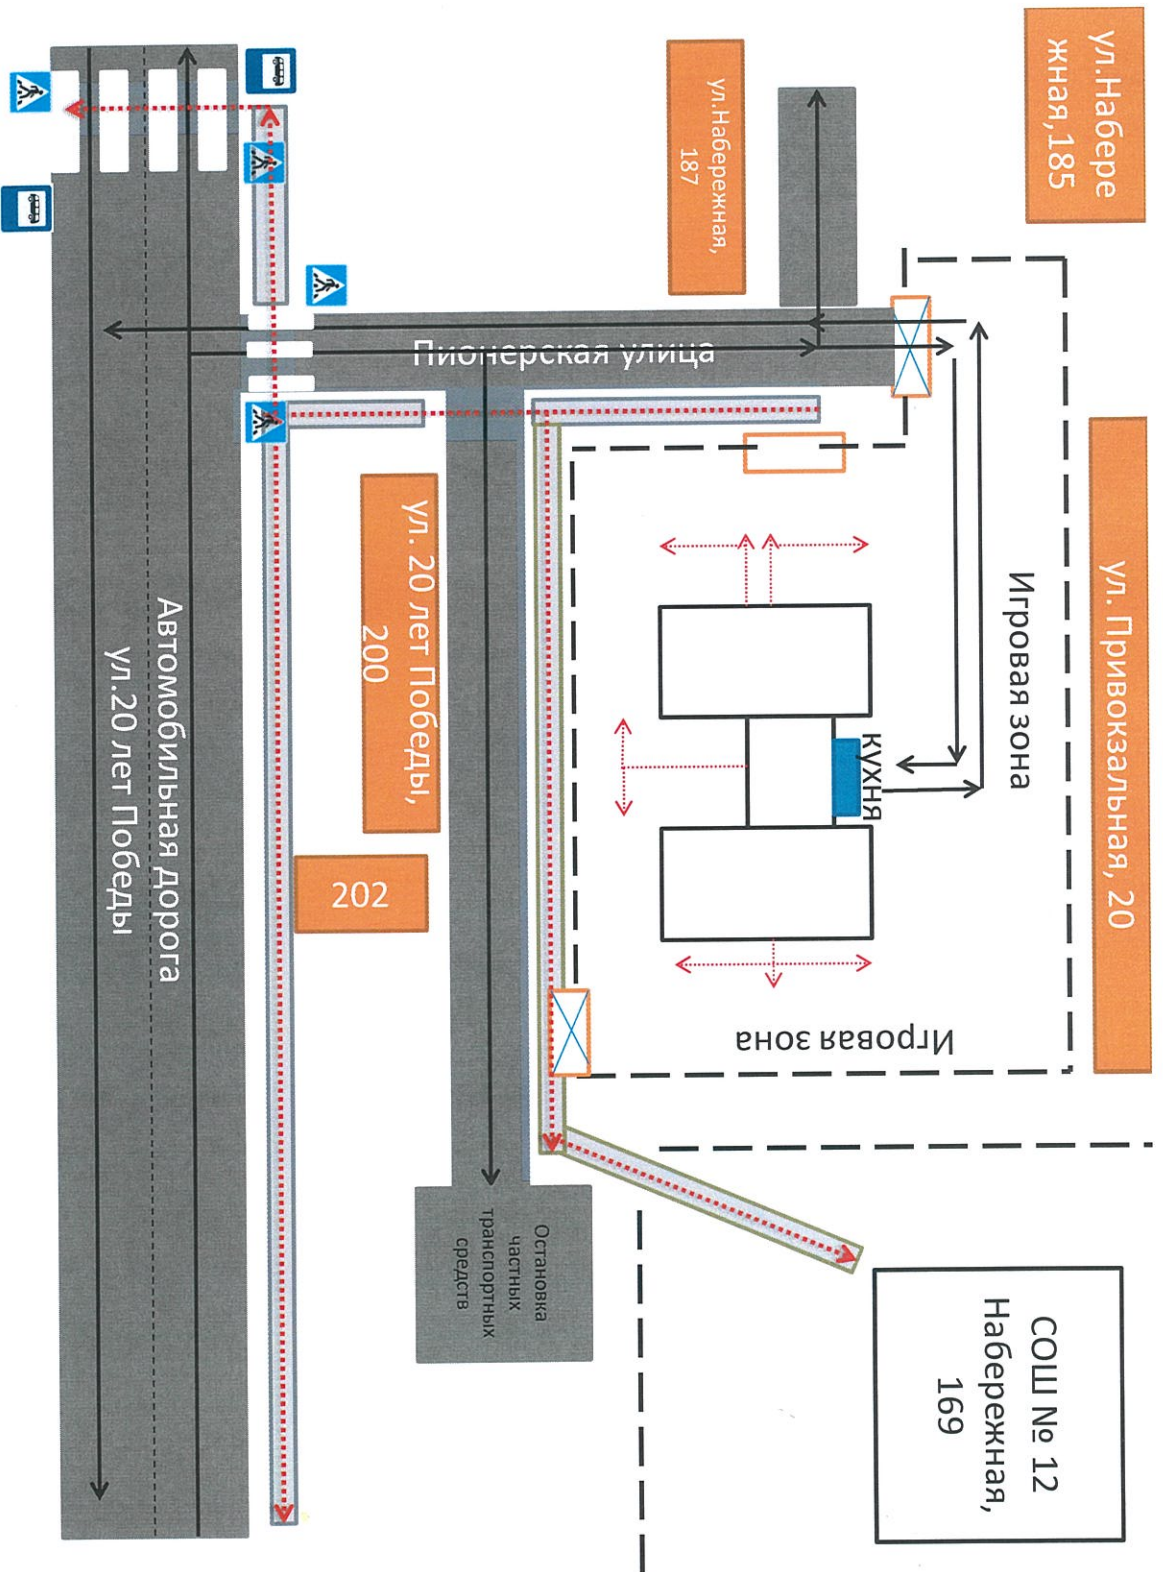 ул.Набере
жная,185
ул.Набережная,
187
Пионерская улица
ул. Привокзальная, 20
Игровая зона
кухня
Игровая зона
ул. 20 лет Победы,
200
202
Автомобильная дорога
ул.20 лет Победы
Остановка
частных
транспортных
средств
СОШ № 12
Набережная,
169